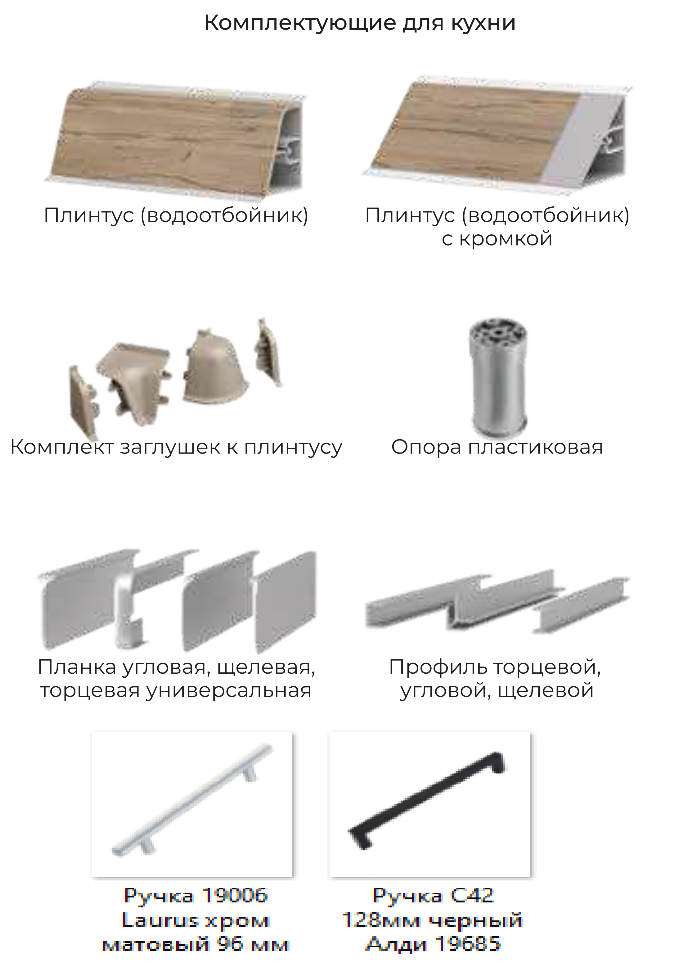 Комплектующие для кухни
Плинтус (водоотбойник)
Плинтус (водоотбойник)
с кромкой
Комплект заглушек к плинтусу
Опора пластиковая
Планка угловая, щелевая,
торцевая универсальная
Профиль торцевой,
угловой, щелевой
Ручка 19006
Laurus хром
матовый 96 мм
Ручка С42
128мм черный
Алди 19685